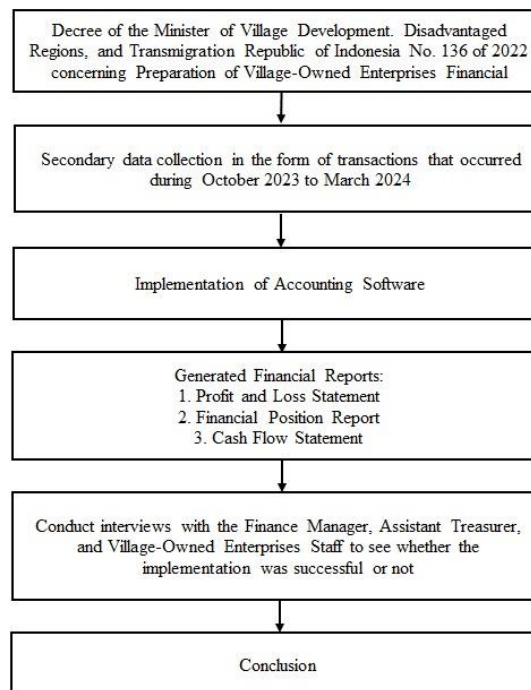 Decree of the Minister of Village Development. Disadvantaged
Regions, and Transmigration Republic of Indonesia No. 136 of 2022
concerning Preparation of Village-Owned Enterprises Financial
Secondary data collection in the form of transactions that occurred
during October 2023 to March 2024
Implementation of Accounting Software
Generated Financial Reports:
1. Profit and Loss Statement
2. Financial Position Report
3. Cash Flow Statement
Conduct interviews with the Finance Manager, Assistant Treasurer,
and Village-Owned Enterprises Staff to see whether the
implementation was successful or not
Conclusion